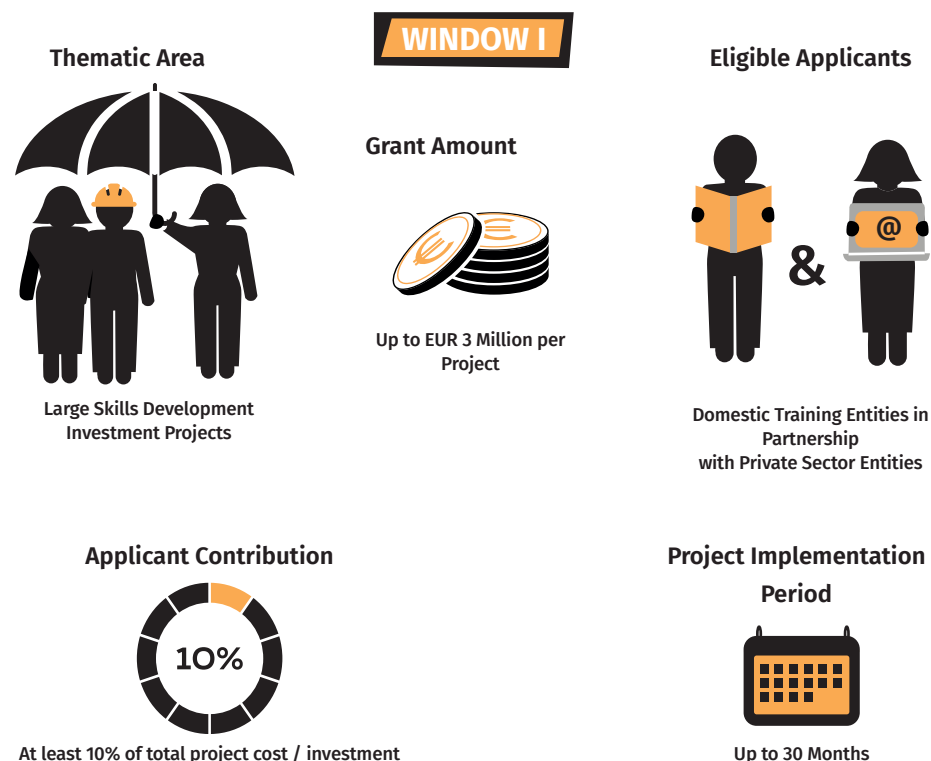 WINDOW I
Thematic Area
Large Skills Development
Investment Projects
Grant Amount
Up to EUR 3 Million per
Project
Eligible Applicants
@
&
Domestic Training Entities in
Partnership
with Private Sector Entities
Applicant Contribution
10%
At least 10% of total project cost / investment
Project Implementation
Period
Up to 30 Months